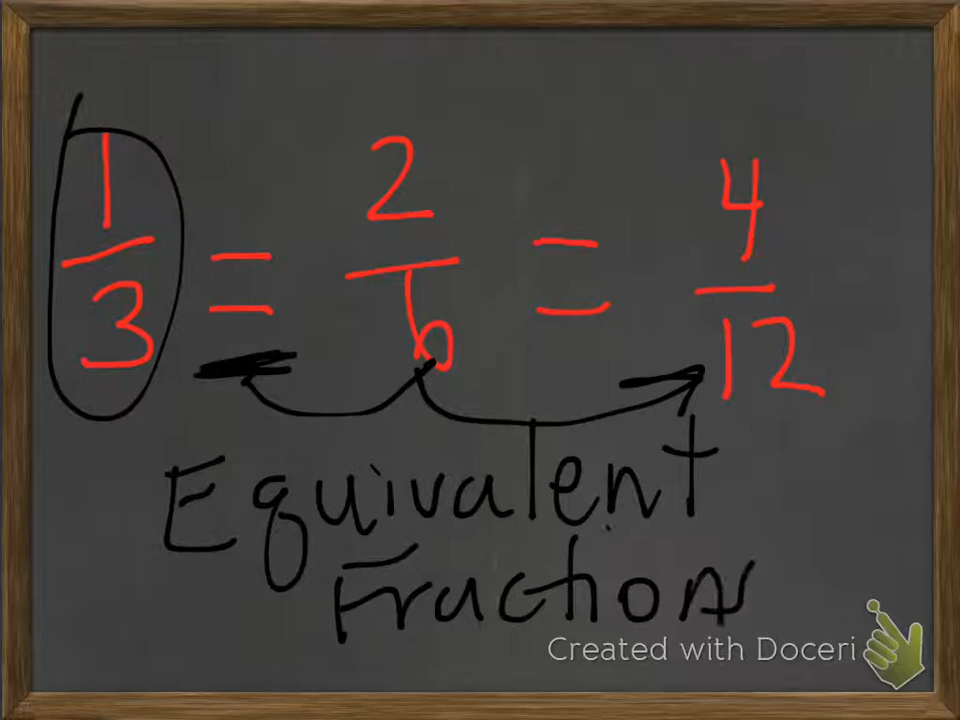 1/3 = 2/6 = 4/12
Equivalent
Fractions
Created with Doceri